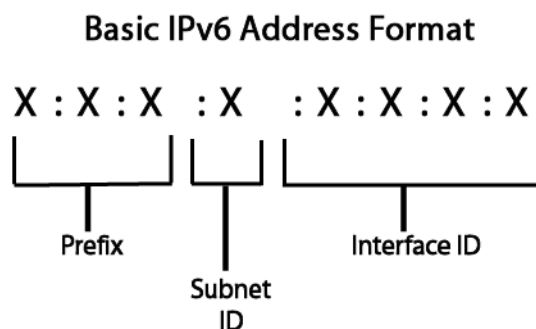 Basic IPv6 Address Format
X : X : X : X : X : X : X : X
Prefix
Interface ID
Subnet
ID